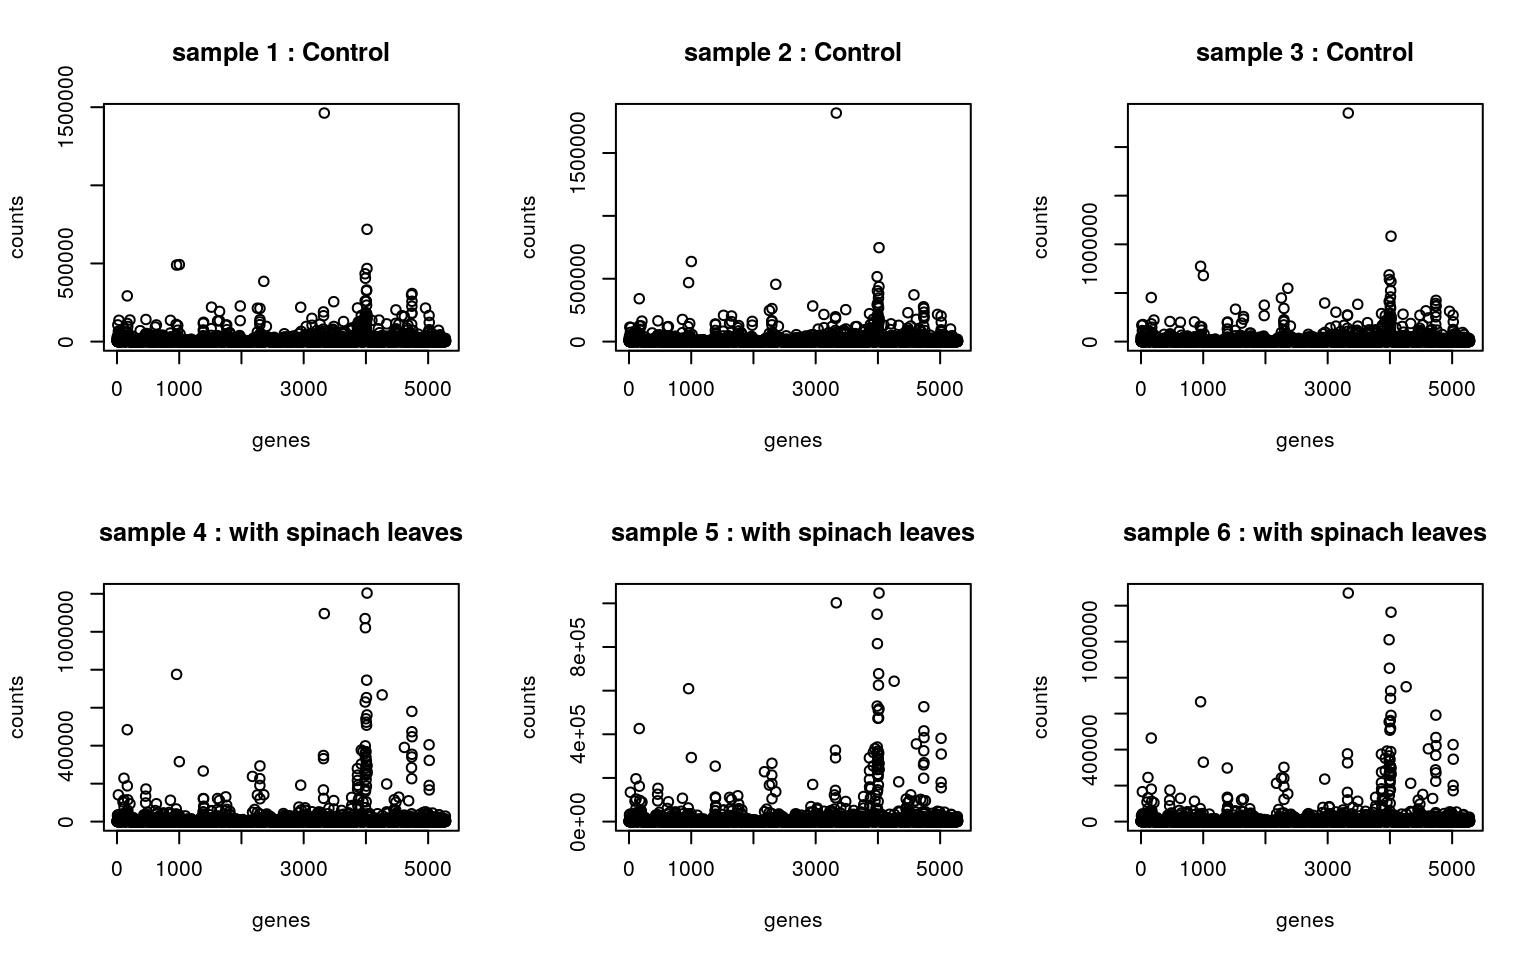 sample 1 : Control
counts
0
500000
1500000
0
1000
3000
5000
genes
sample 2 : Control
counts
0
500000
1500000
0
1000
3000
5000
genes
sample 3 : Control
counts
0
1000000
0
1000
3000
5000
genes
sample 4 : with spinach leaves
counts
0
400000
1000000
0
1000
3000
5000
genes
sample 5 : with spinach leaves
counts
0e+00
4e+05
8e+05
0
1000
3000
5000
genes
sample 6 : with spinach leaves
counts
0
400000
1000000
0
1000
3000
5000
genes